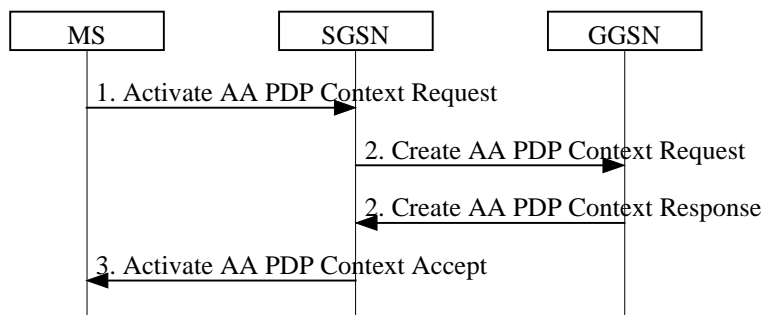 MS SGSN GGSN
1. Activate AA PDP Context Request
2. Create AA PDP Context Request
2. Create AA PDP Context Response
3. Activate AA PDP Context Accept